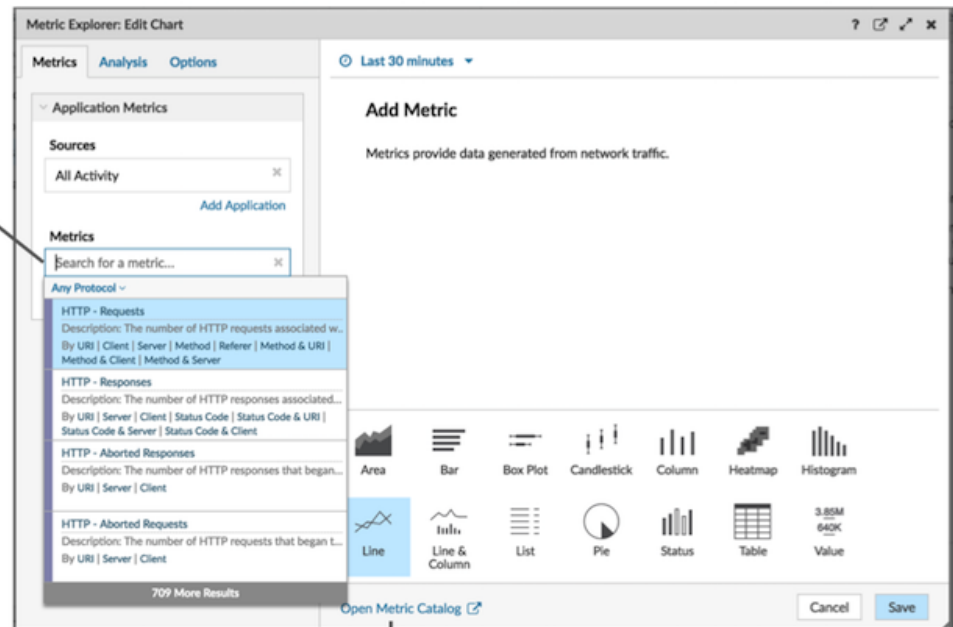 Metric Explorer: Edit Chart
?
Metrics Analysis Options
Last 30 minutes
Application Metrics
Sources
All Activity
Add Application
Metrics
Search for a metric...
Any Protocol
HTTP - Requests
Description: The number of HTTP requests associated w..
By URI | Client | Server | Method | Referer | Method & URI |
Method & Client | Method & Server
HTTP - Responses
Description: The number of HTTP responses associated...
By URI | Server | Client | Status Code | Status Code & URI |
Status Code & Server | Status Code & Client
HTTP - Aborted Responses
Description: The number of HTTP responses that began...
By URI | Server | Client
HTTP - Aborted Requests
Description: The number of HTTP requests that began t...
By URI | Server | Client
709 More Results
Add Metric
Metrics provide data generated from network traffic.
Area Bar Box Plot Candlestick Column Heatmap Histogram
3.85M
640K
Line Line & Column List Pie Status Table Value
Open Metric Catalog
Cancel Save